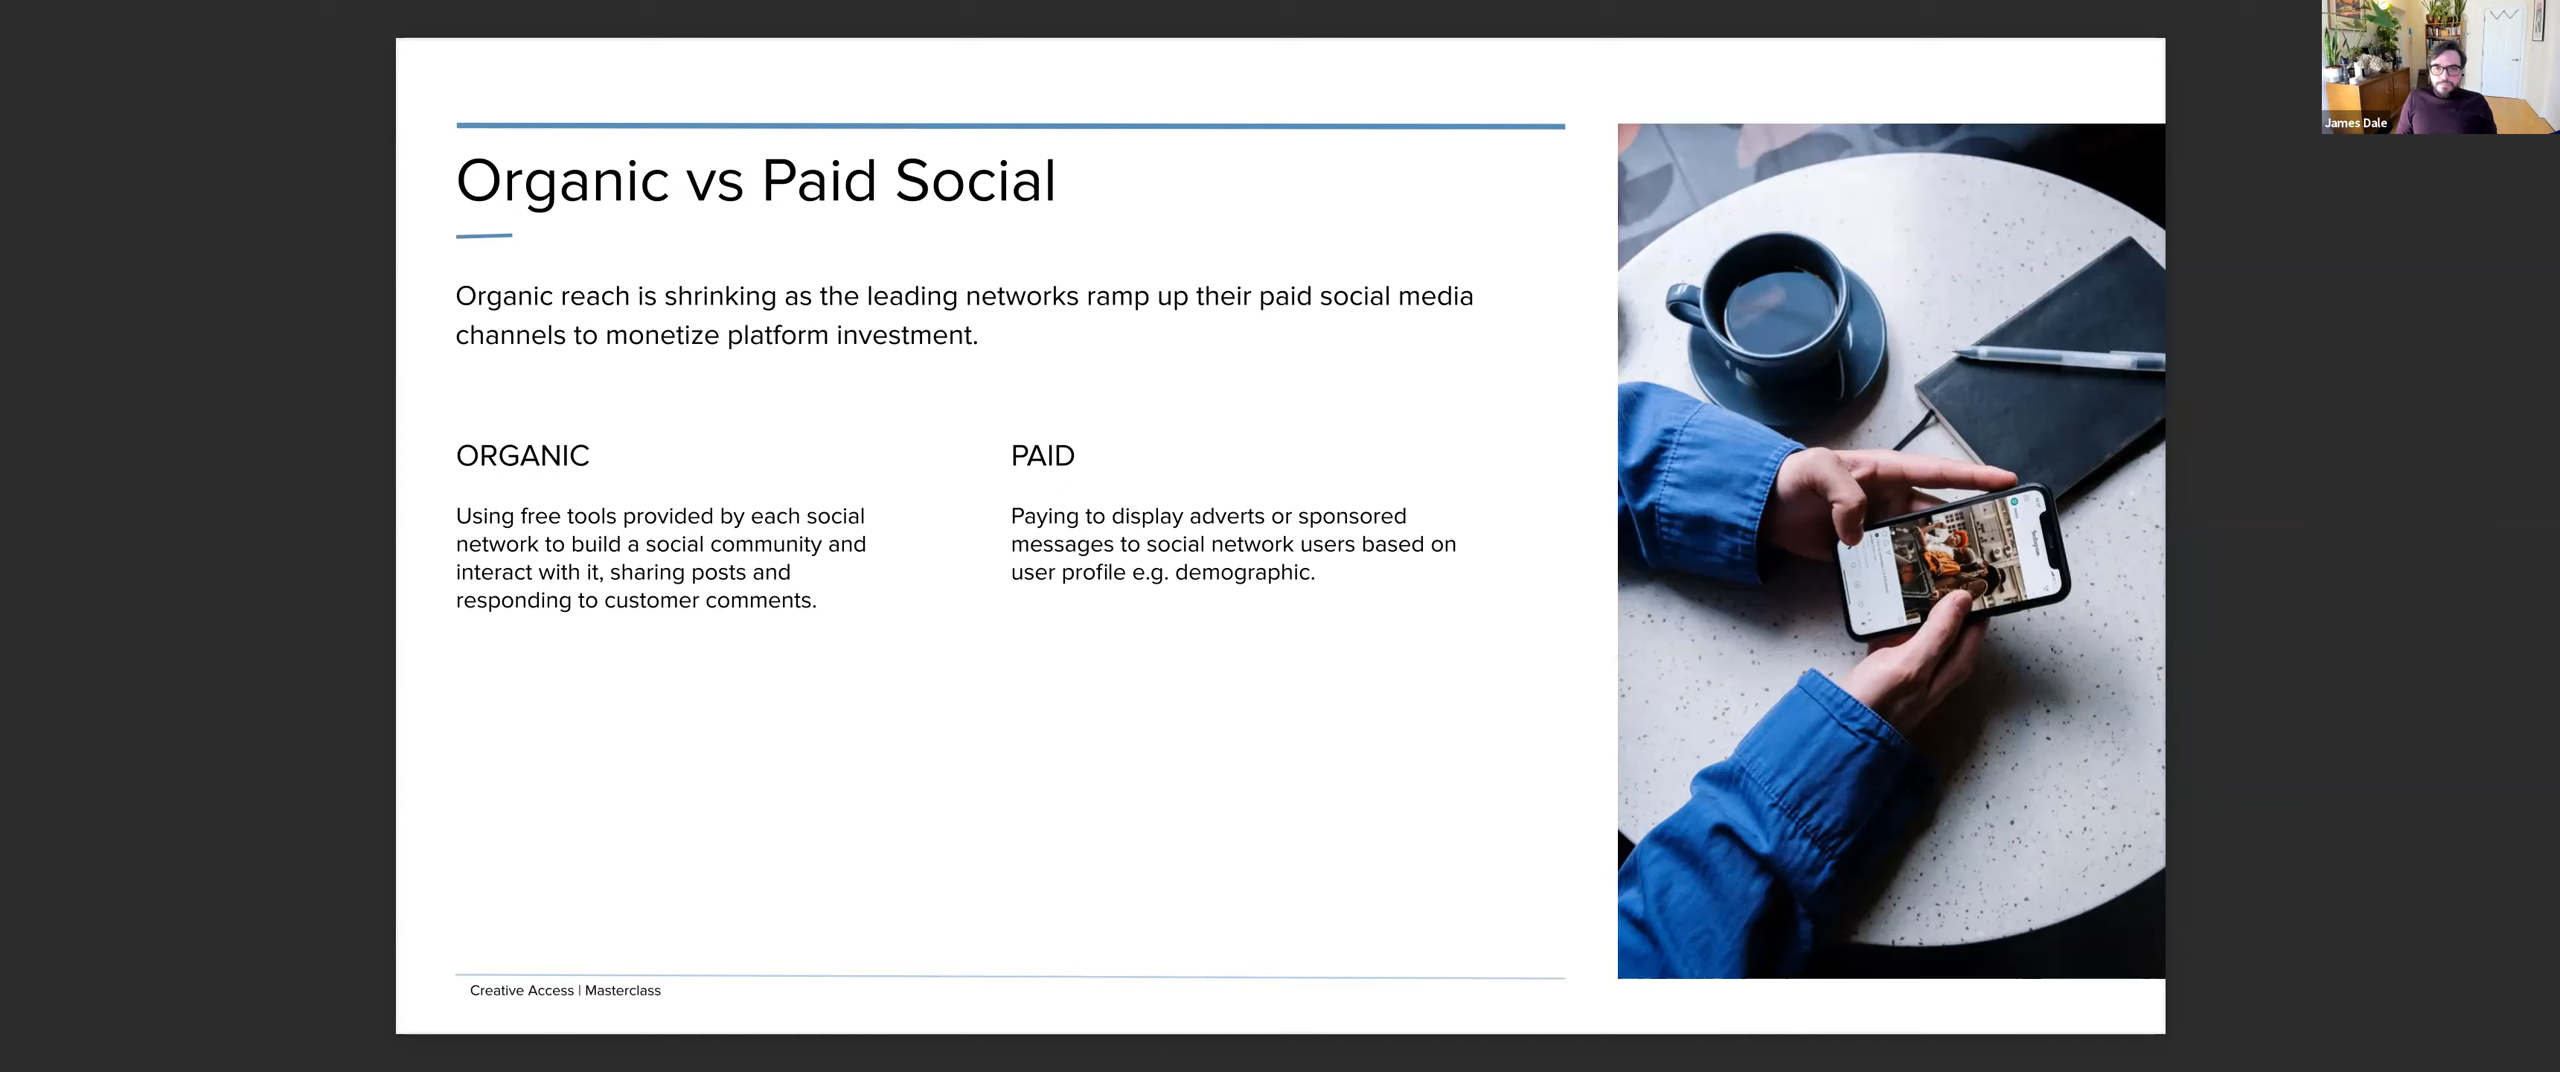 Organic vs Paid Social
Organic reach is shrinking as the leading networks ramp up their paid social media
channels to monetize platform investment.
ORGANIC
Using free tools provided by each social
network to build a social community and
interact with it, sharing posts and
responding to customer comments.
PAID
Paying to display adverts or sponsored
messages to social network users based on
user profile e.g. demographic.
Instagram
Creative Access | Masterclass
James Dale